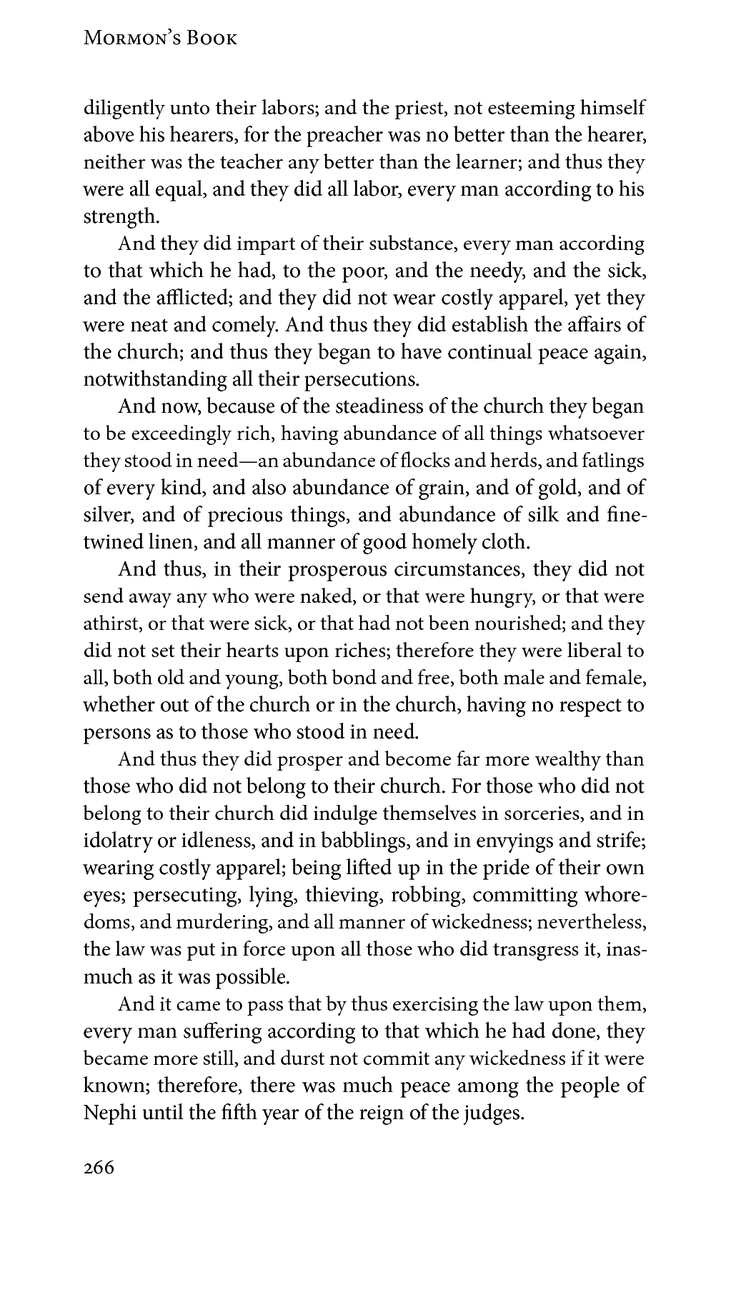 Mormon’s Book
diligently unto their labors; and the priest, not esteeming himself
above his hearers, for the preacher was no better than the hearer,
neither was the teacher any better than the learner; and thus they
were all equal, and they did all labor, every man according to his
strength.
And they did impart of their substance, every man according
to that which he had, to the poor, and the needy, and the sick,
and the afflicted; and they did not wear costly apparel, yet they
were neat and comely. And thus they did establish the affairs of
the church; and thus they began to have continual peace again,
notwithstanding all their persecutions.
And now, because of the steadiness of the church they began
to be exceedingly rich, having abundance of all things whatsoever
they stood in need—an abundance of flocks and herds, and fatlings
of every kind, and also abundance of grain, and of gold, and of
silver, and of precious things, and abundance of silk and fine-
twined linen, and all manner of good homely cloth.
And thus, in their prosperous circumstances, they did not
send away any who were naked, or that were hungry, or that were
athirst, or that were sick, or that had not been nourished; and they
did not set their hearts upon riches; therefore they were liberal to
all, both old and young, both bond and free, both male and female,
whether out of the church or in the church, having no respect to
persons as to those who stood in need.
And thus they did prosper and become far more wealthy than
those who did not belong to their church. For those who did not
belong to their church did indulge themselves in sorceries, and in
idolatry or idleness, and in babblings, and in envyings and strife;
wearing costly apparel; being lifted up in the pride of their own
eyes; persecuting, lying, thieving, robbing, committing whore-
doms, and murdering, and all manner of wickedness; nevertheless,
the law was put in force upon all those who did transgress it, inas-
much as it was possible.
And it came to pass that by thus exercising the law upon them,
every man suffering according to that which he had done, they
became more still, and durst not commit any wickedness if it were
known; therefore, there was much peace among the people of
Nephi until the fifth year of the reign of the judges.
266